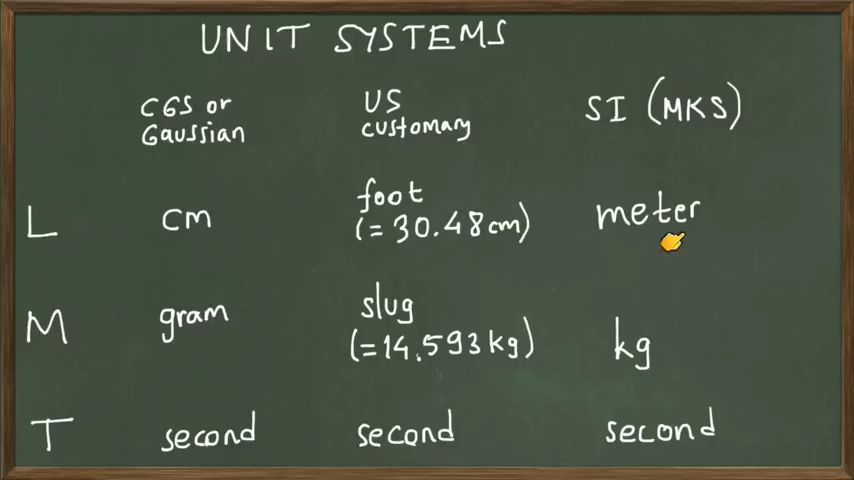 UNIT SYSTEMS
CGS or
Gaussian
US
customary
SI (MKS)
L
cm
foot
(= 30.48 cm)
meter
M
gram
slug
(=14.593 kg)
kg
T
second
second
second